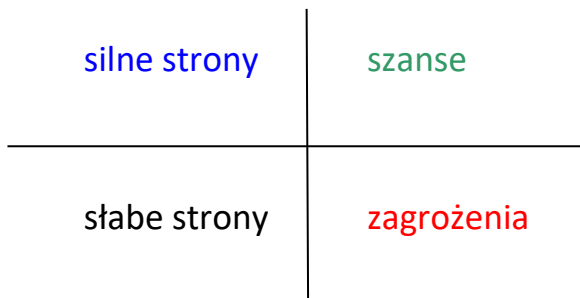 silne strony
szanse
słabe strony
zagrożenia